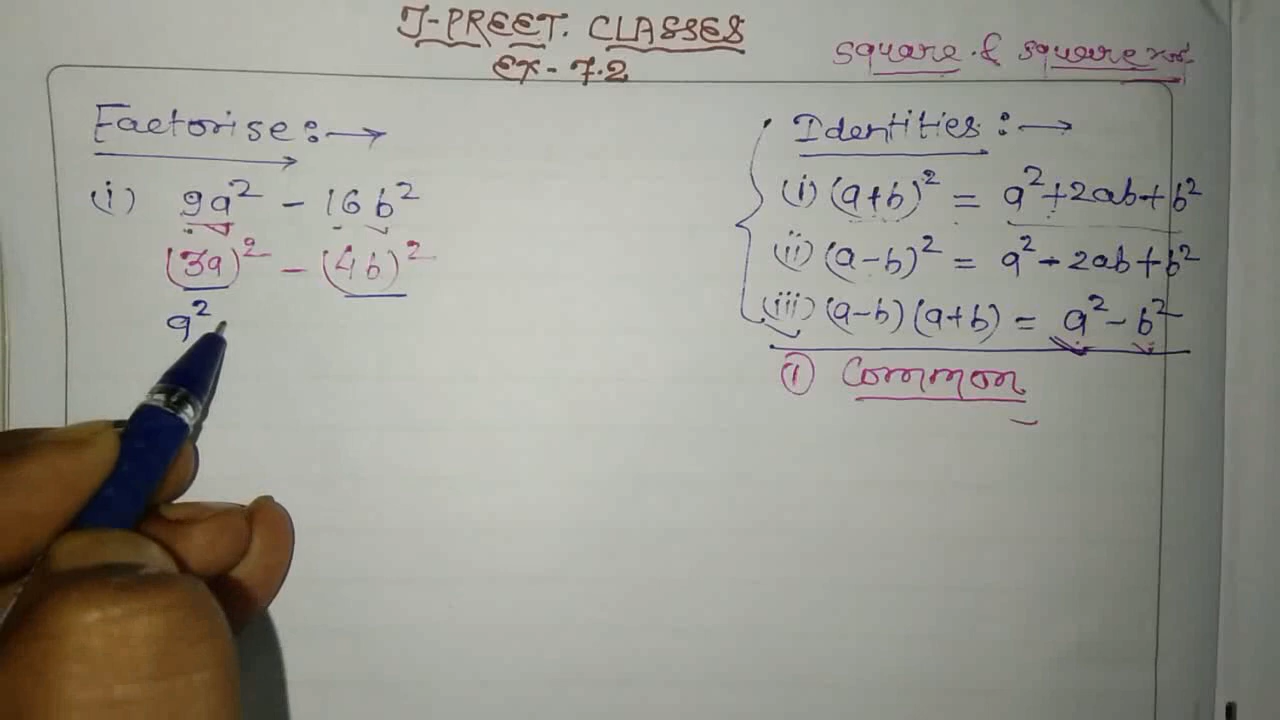 J-PREET. CLASSES
EX-7.2
square & square
Factorise:→
(i) 9a² - 16b²
(3a)² - (4b)²
a²
Identities:→
(i) (a+b)² = a²+2ab+b²
(ii) (a-b)² = a²-2ab+b²
(iii) (a-b)(a+b) = a²-b²
① Common